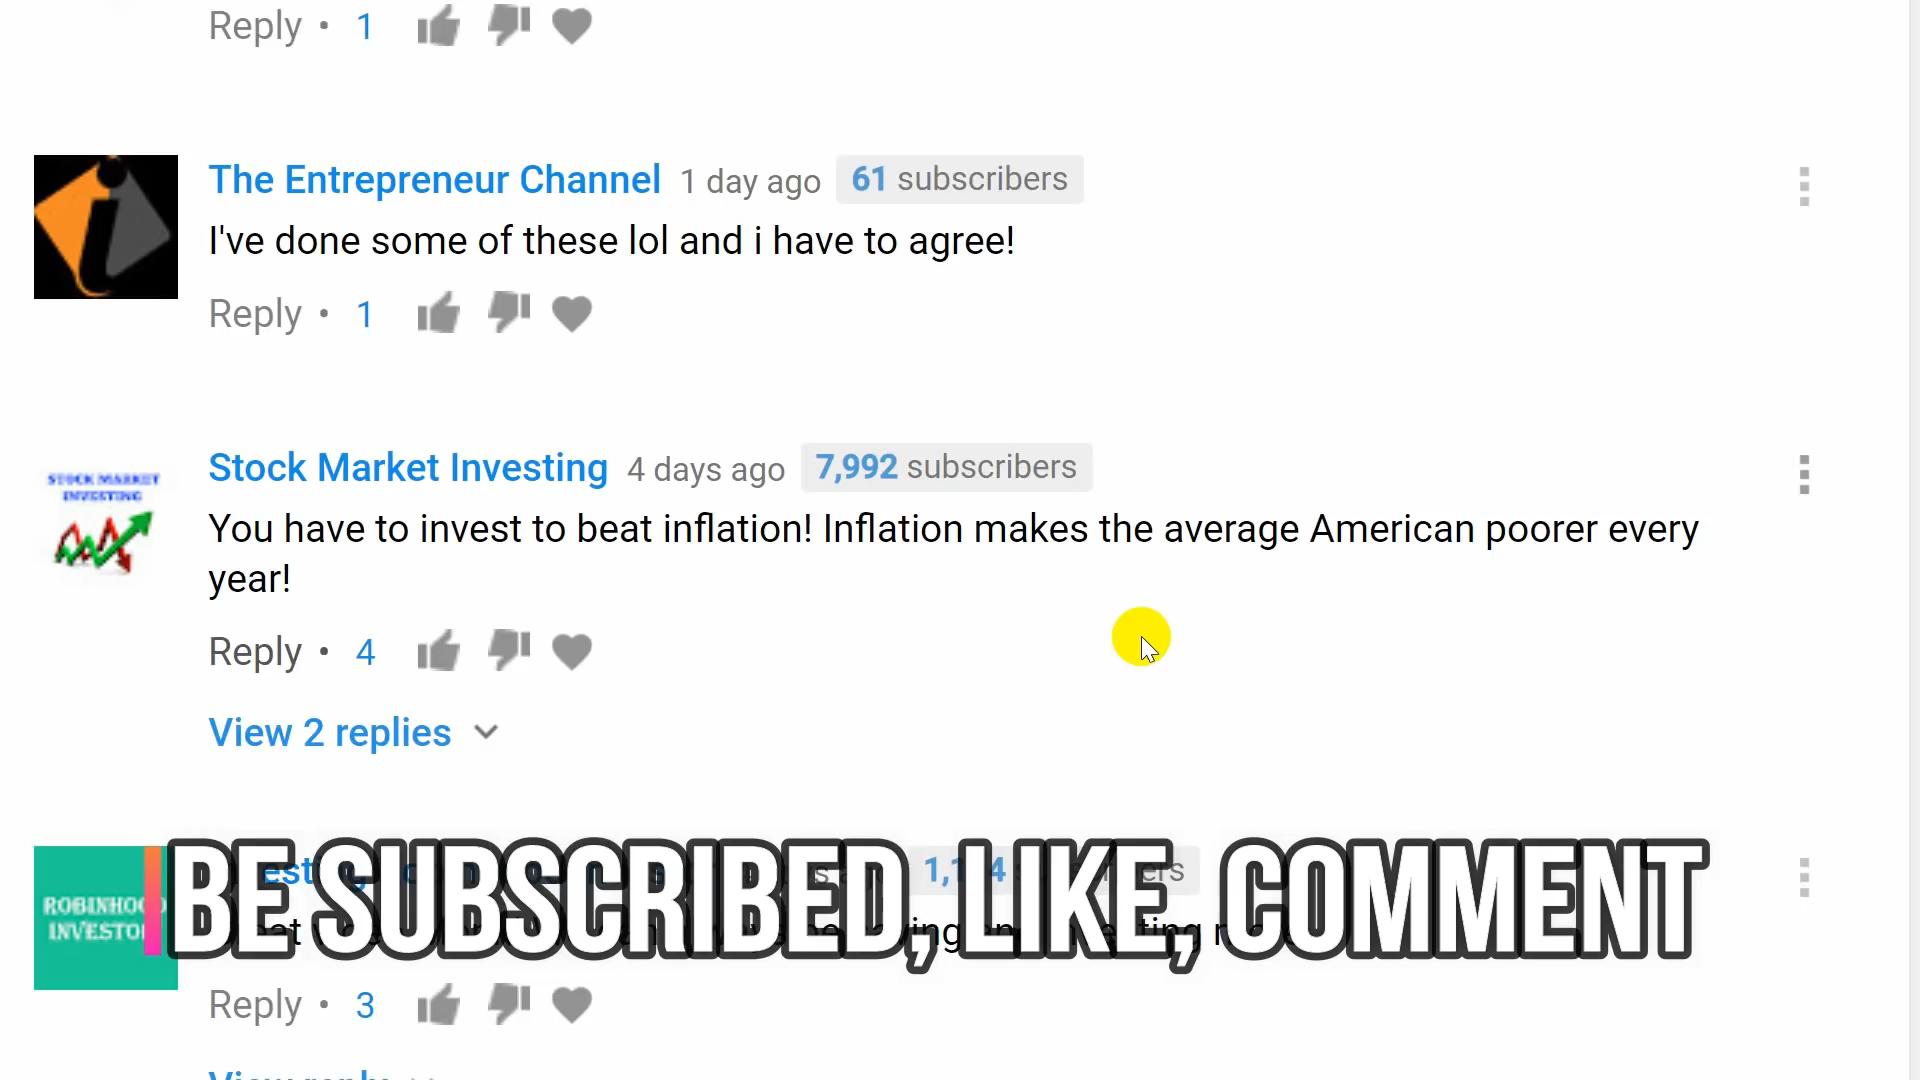 Reply • 1
The Entrepreneur Channel 1 day ago 61 subscribers
I've done some of these lol and i have to agree!
Reply • 1
STOCK MARKET
INVESTING
Stock Market Investing 4 days ago 7,992 subscribers
You have to invest to beat inflation! Inflation makes the average American poorer every
year!
Reply • 4
View 2 replies
BE SUBSCRIBED, LIKE, COMMENT
Reply • 3